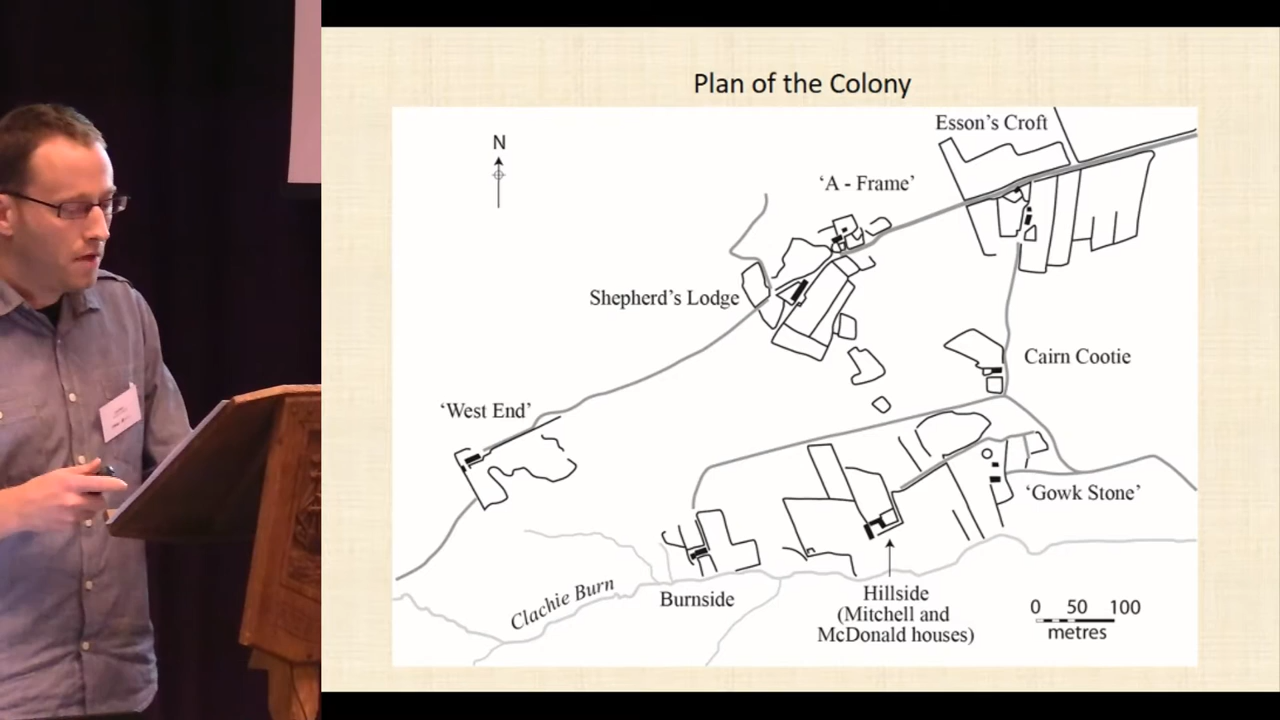 Plan of the Colony
Esson's Croft
N
'A - Frame'
Shepherd's Lodge
Cairn Cootie
'West End'
'Gowk Stone'
Clachie Burn
Burnside
Hillside
(Mitchell and
McDonald houses)
0 50 100
metres